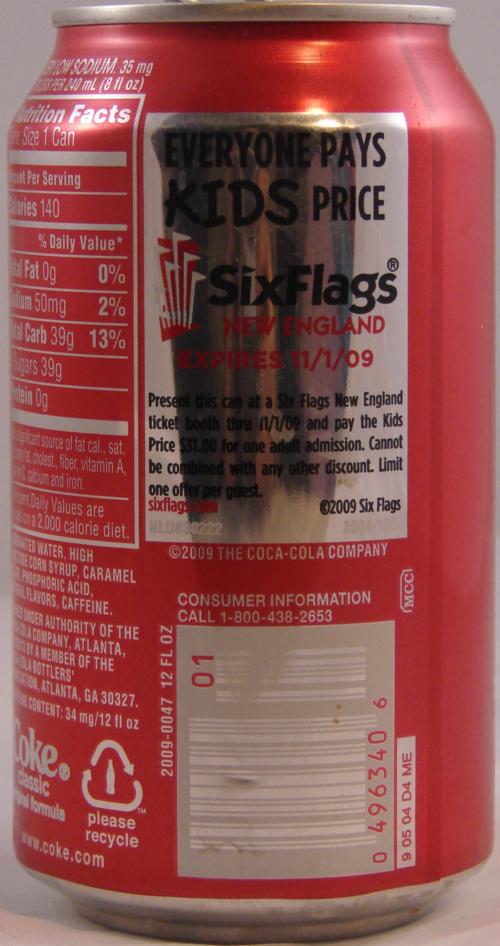 LOW SODIUM. 35 mg
PER 240 mL (8 fl oz)
Nutrition Facts
Size 1 Can
Amount Per Serving
Calories 140
% Daily Value*
Total Fat 0g 0%
Sodium 50mg 2%
Total Carb 39g 13%
Sugars 39g
Protein 0g
significant source of fat cal., sat.
fat, cholest., fiber, vitamin A,
calcium and iron.
Percent Daily Values are
on a 2,000 calorie diet.
WATER, HIGH
CORN SYRUP, CARAMEL
PHOSPHORIC ACID,
FLAVORS, CAFFEINE.
UNDER AUTHORITY OF THE
COMPANY, ATLANTA,
BY A MEMBER OF THE
BOTTLERS'
ATLANTA, GA 30327.
CONTENT: 34 mg/12 fl oz
Coke®
classic
original formula
please
recycle
TM
www.coke.com
EVERYONE PAYS
KIDS PRICE
SixFlags®
NEW ENGLAND
EXPIRES 11/1/09
Present this can at a Six Flags New England
ticket booth thru 11/1/09 and pay the Kids
Price $31.00 for one adult admission. Cannot
be combined with any other discount. Limit
one offer per guest.
sixflags.com ©2009 Six Flags
NLU#30222
©2009 THE COCA-COLA COMPANY
MCC
CONSUMER INFORMATION
CALL 1-800-438-2653
2009-0047 12 FL OZ
01
0 496340 6
9 05 04 D4 ME